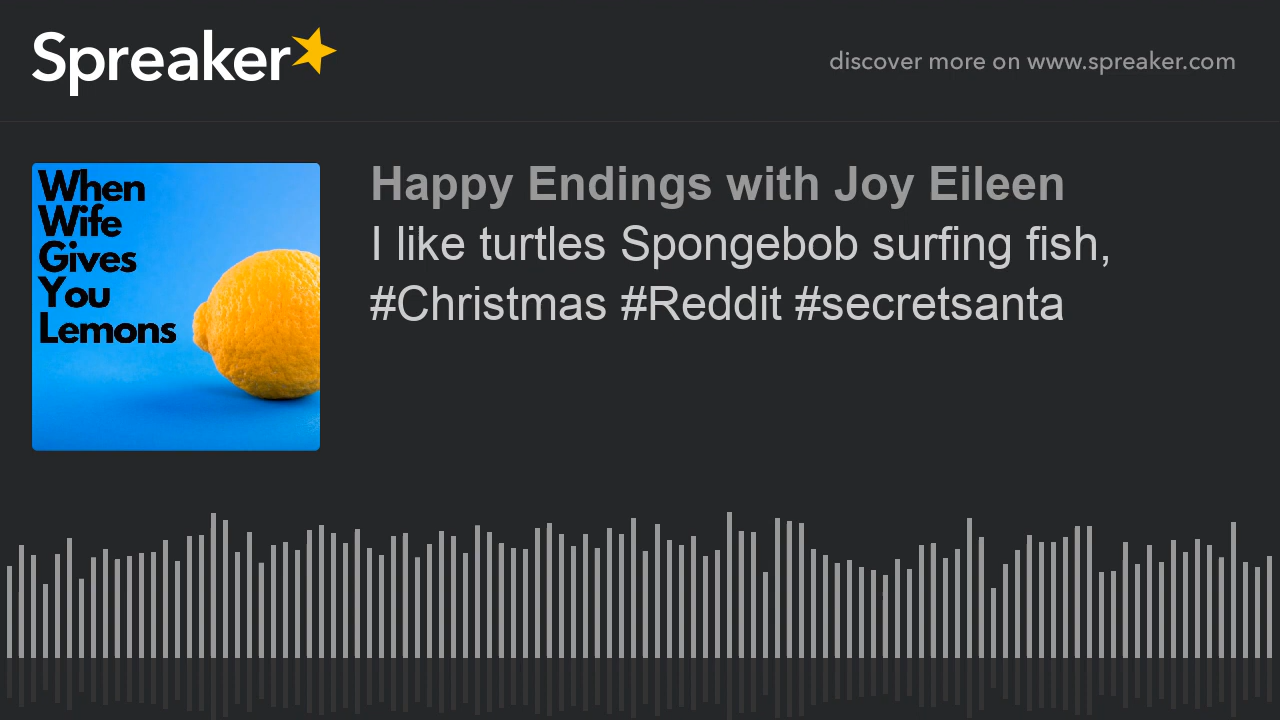 Spreaker
discover more on www.spreaker.com
When
Wife
Gives
You
Lemons
Happy Endings with Joy Eileen
I like turtles Spongebob surfing fish,
#Christmas #Reddit #secretsanta